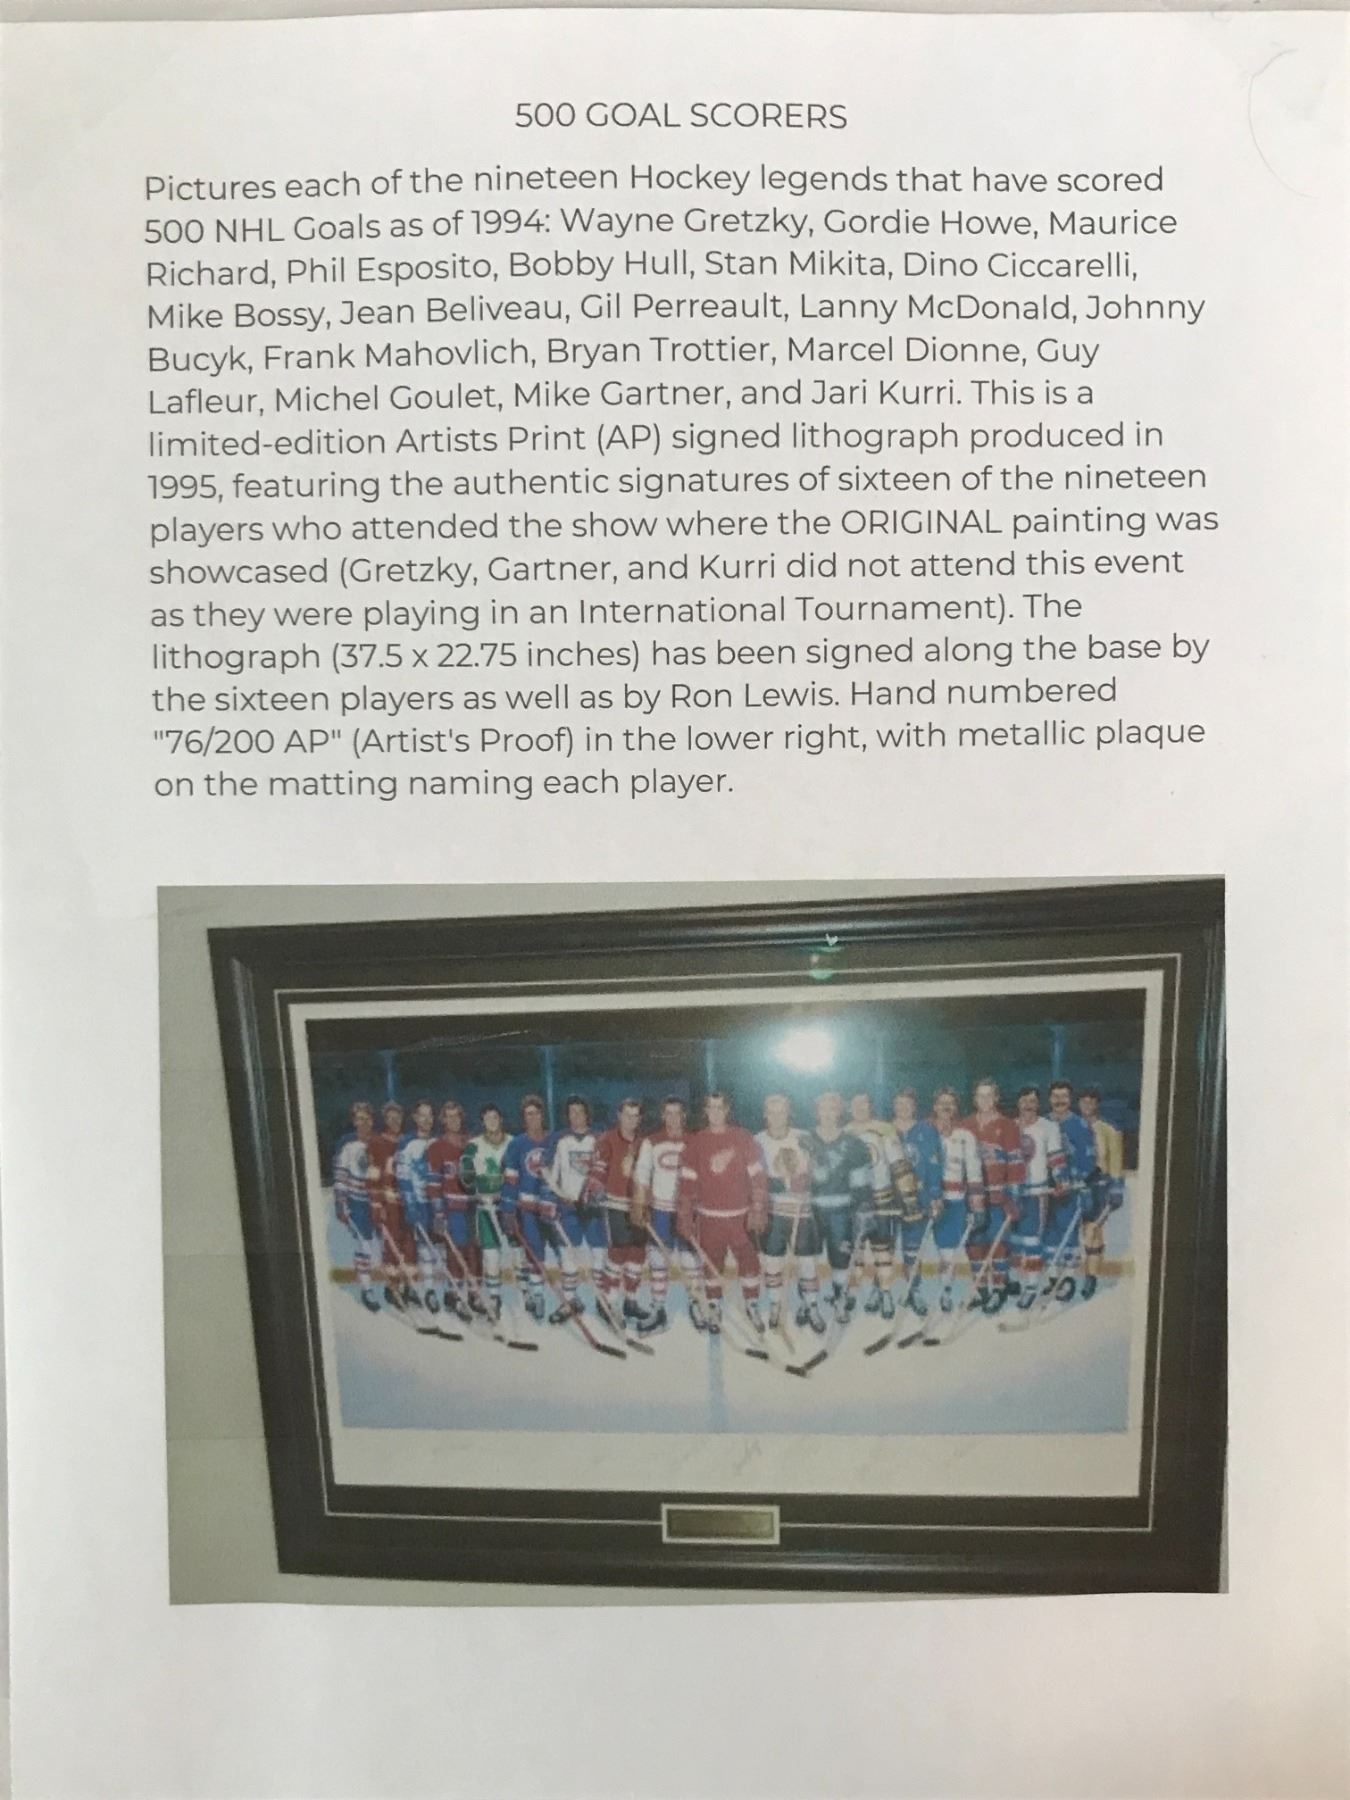 500 GOAL SCORERS
Pictures each of the nineteen Hockey legends that have scored
500 NHL Goals as of 1994: Wayne Gretzky, Gordie Howe, Maurice
Richard, Phil Esposito, Bobby Hull, Stan Mikita, Dino Ciccarelli,
Mike Bossy, Jean Beliveau, Gil Perreault, Lanny McDonald, Johnny
Bucyk, Frank Mahovlich, Bryan Trottier, Marcel Dionne, Guy
Lafleur, Michel Goulet, Mike Gartner, and Jari Kurri. This is a
limited-edition Artists Print (AP) signed lithograph produced in
1995, featuring the authentic signatures of sixteen of the nineteen
players who attended the show where the ORIGINAL painting was
showcased (Gretzky, Gartner, and Kurri did not attend this event
as they were playing in an International Tournament). The
lithograph (37.5 x 22.75 inches) has been signed along the base by
the sixteen players as well as by Ron Lewis. Hand numbered
"76/200 AP" (Artist's Proof) in the lower right, with metallic plaque
on the matting naming each player.